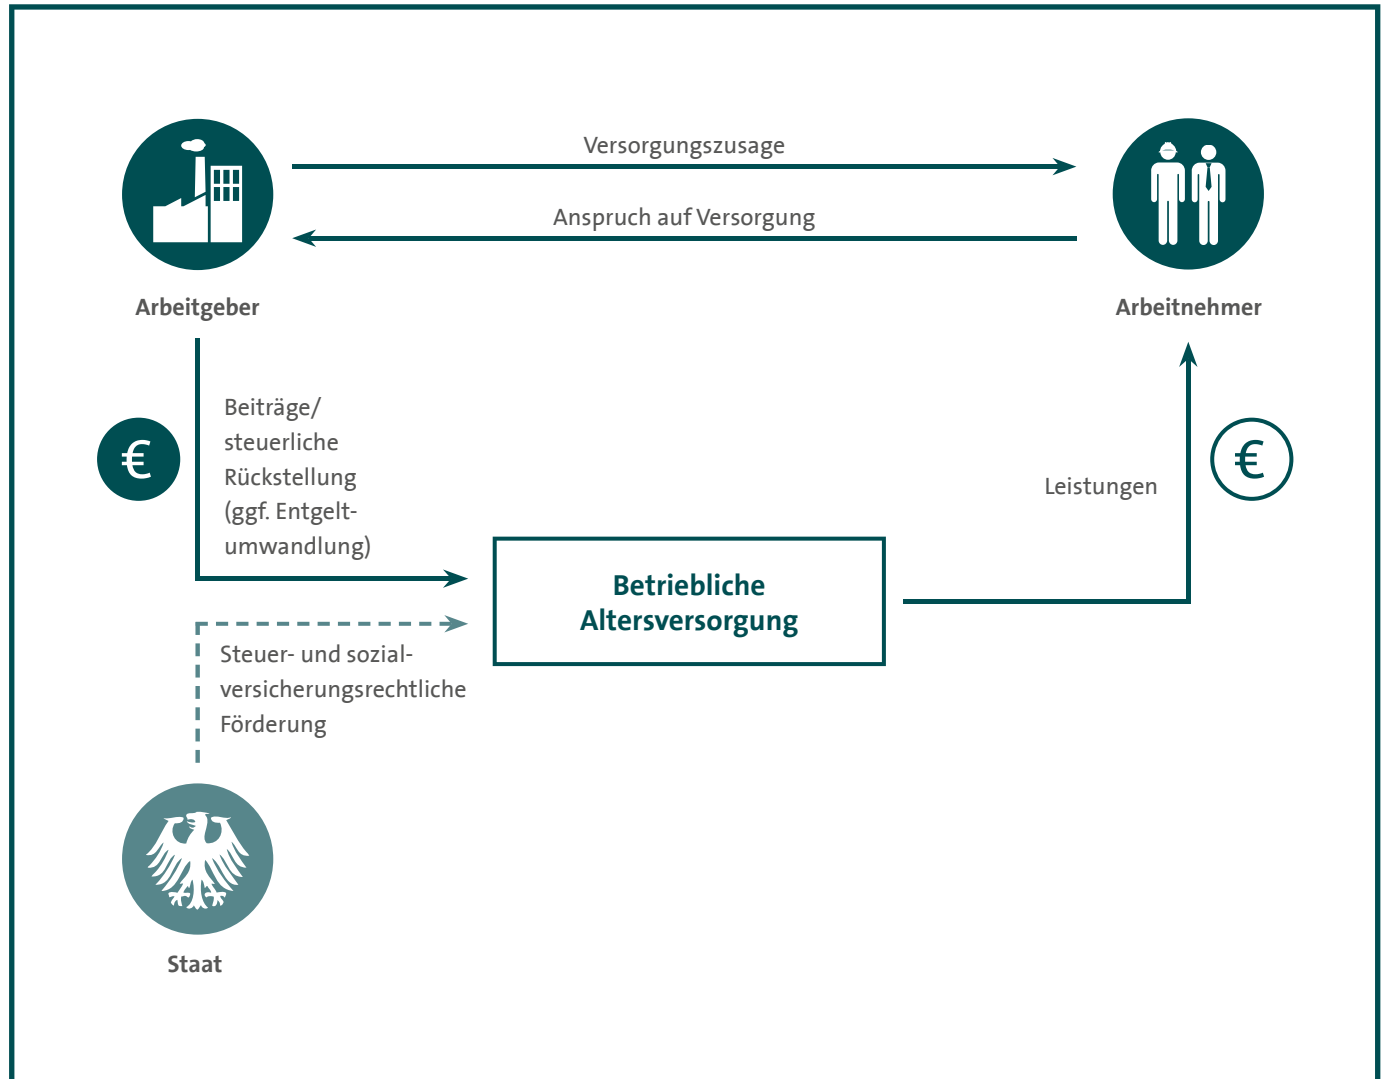 Versorgungszusage
Anspruch auf Versorgung
Arbeitgeber
Arbeitnehmer
Beiträge/
steuerliche
Rückstellung
(ggf. Entgelt-
umwandlung)
€
€
Leistungen
Betriebliche
Altersversorgung
Steuer- und sozial-
versicherungsrechtliche
Förderung
Staat